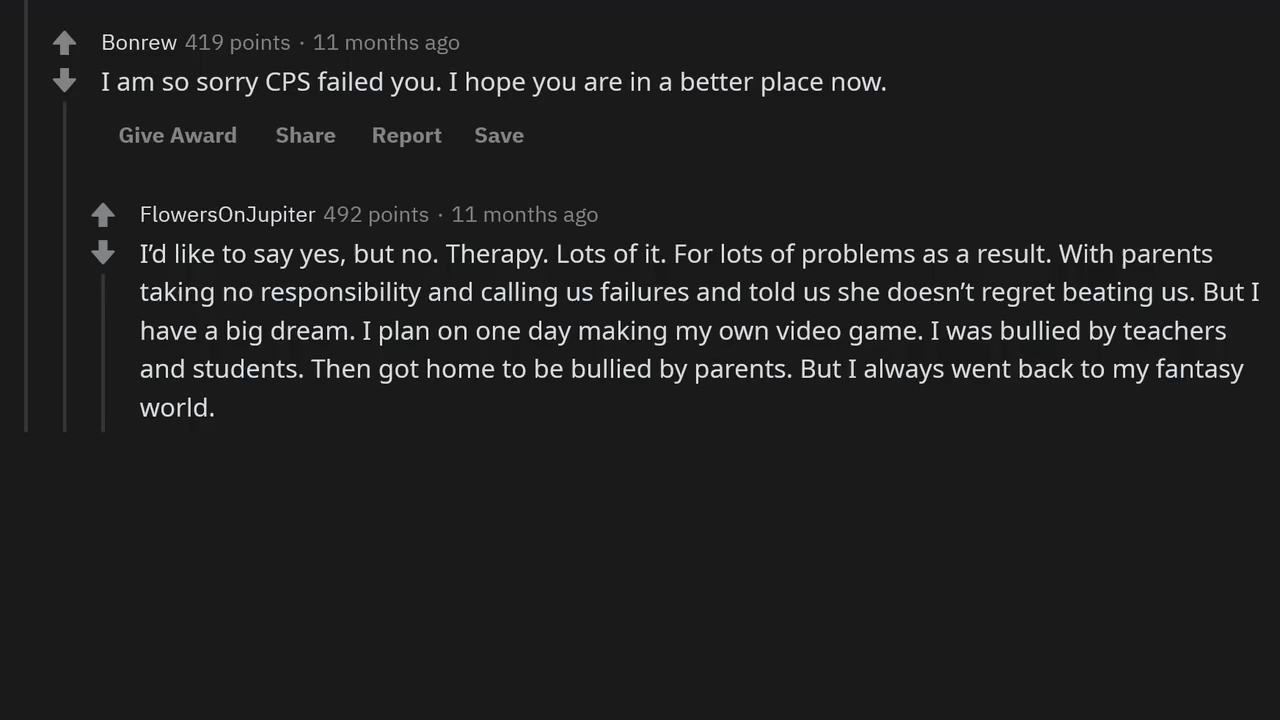 Bonrew 419 points · 11 months ago
I am so sorry CPS failed you. I hope you are in a better place now.
Give Award Share Report Save
FlowersOnJupiter 492 points · 11 months ago
I’d like to say yes, but no. Therapy. Lots of it. For lots of problems as a result. With parents
taking no responsibility and calling us failures and told us she doesn’t regret beating us. But I
have a big dream. I plan on one day making my own video game. I was bullied by teachers
and students. Then got home to be bullied by parents. But I always went back to my fantasy
world.